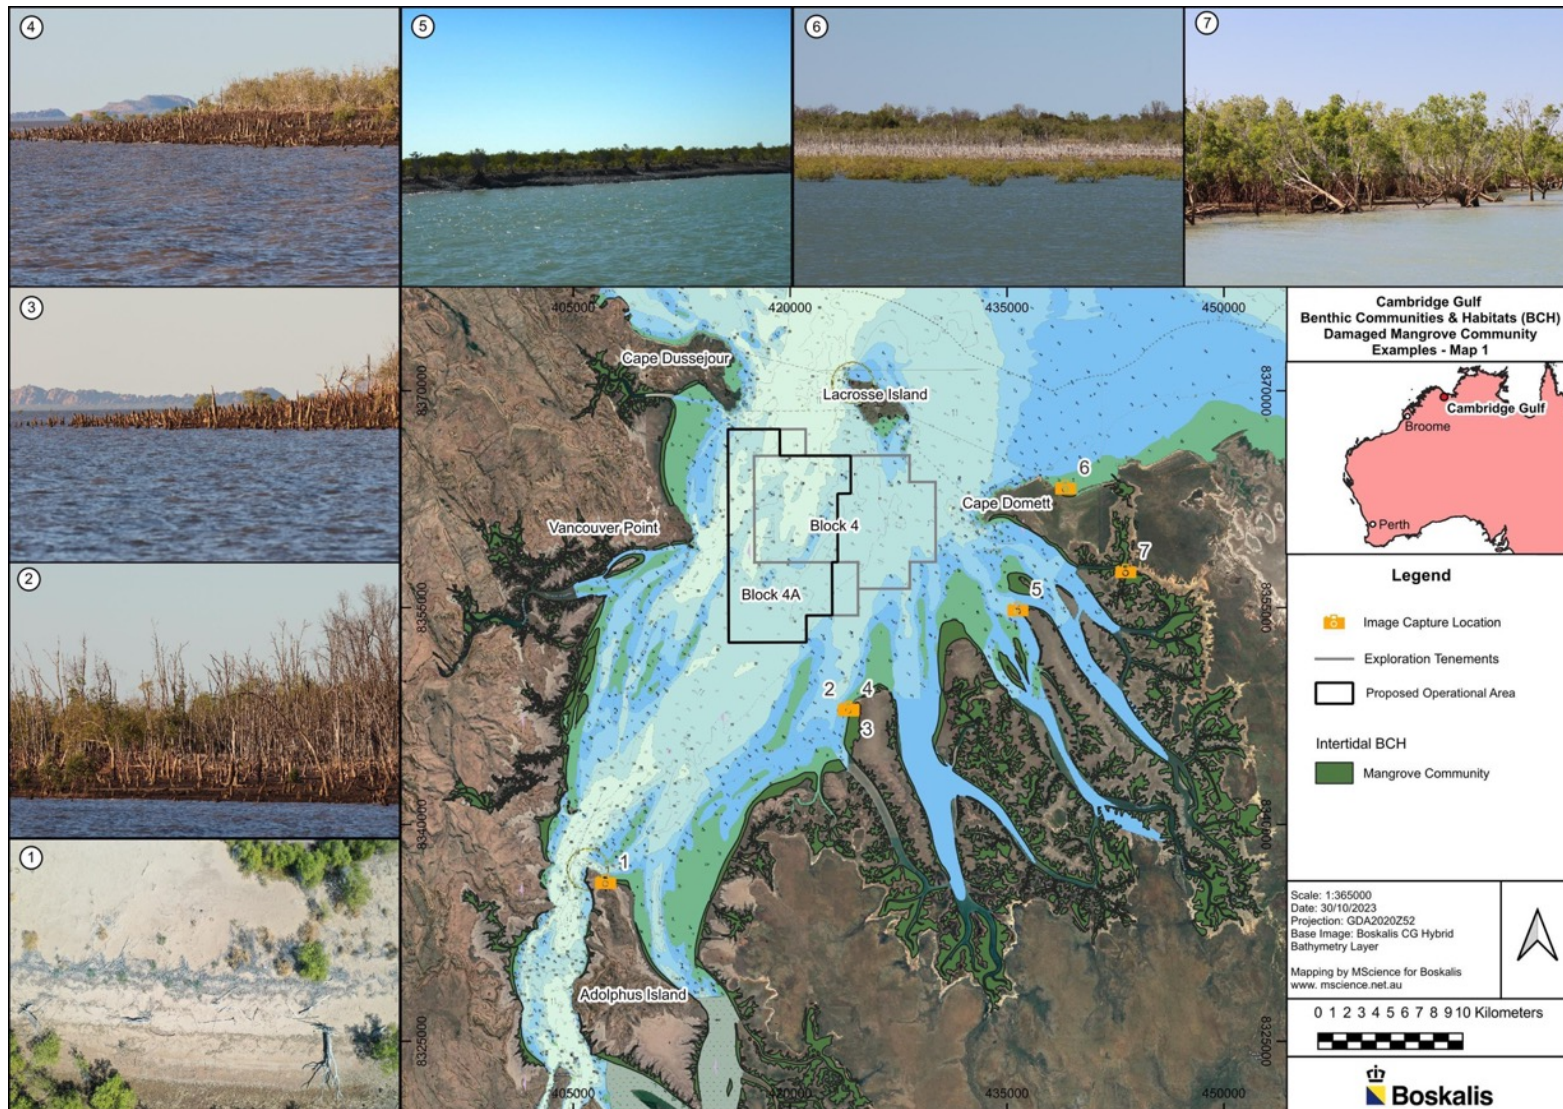 4
5
6
7
3
2
1
405000
420000
435000
450000
8370000
8370000
Cape Dussejour
Lacrosse Island
6
Cape Domett
Block 4
Vancouver Point
7
5
Block 4A
8355000
8355000
2
4
3
8340000
8340000
1
Adolphus Island
8325000
8325000
405000
420000
435000
450000
Cambridge Gulf
Benthic Communities & Habitats (BCH)
Damaged Mangrove Community
Examples - Map 1
Cambridge Gulf
Broome
Perth
Legend
Image Capture Location
Exploration Tenements
Proposed Operational Area
Intertidal BCH
Mangrove Community
Scale: 1:365000
Date: 30/10/2023
Projection: GDA2020Z52
Base Image: Boskalis CG Hybrid
Bathymetry Layer
Mapping by MScience for Boskalis
www. mscience.net.au
0 1 2 3 4 5 6 7 8 9 10 Kilometers
Boskalis